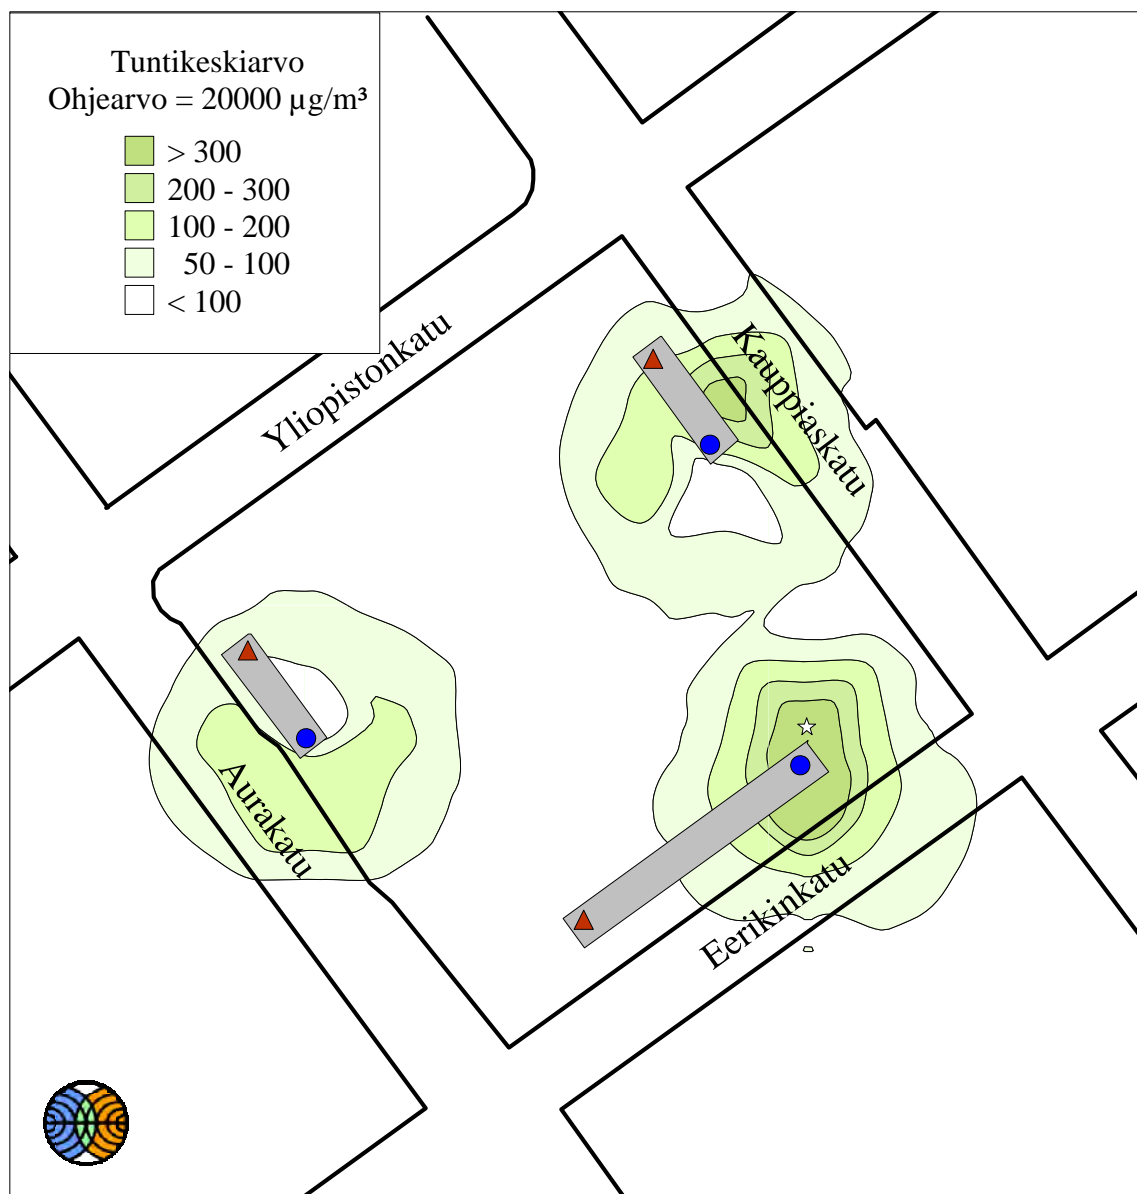 Tuntikeskiarvo
Ohjearvo = 20000 µg/m³
> 300
200 - 300
100 - 200
50 - 100
< 100
Yliopistonkatu
Kauppiaskatu
Aurakatu
Eerikinkatu